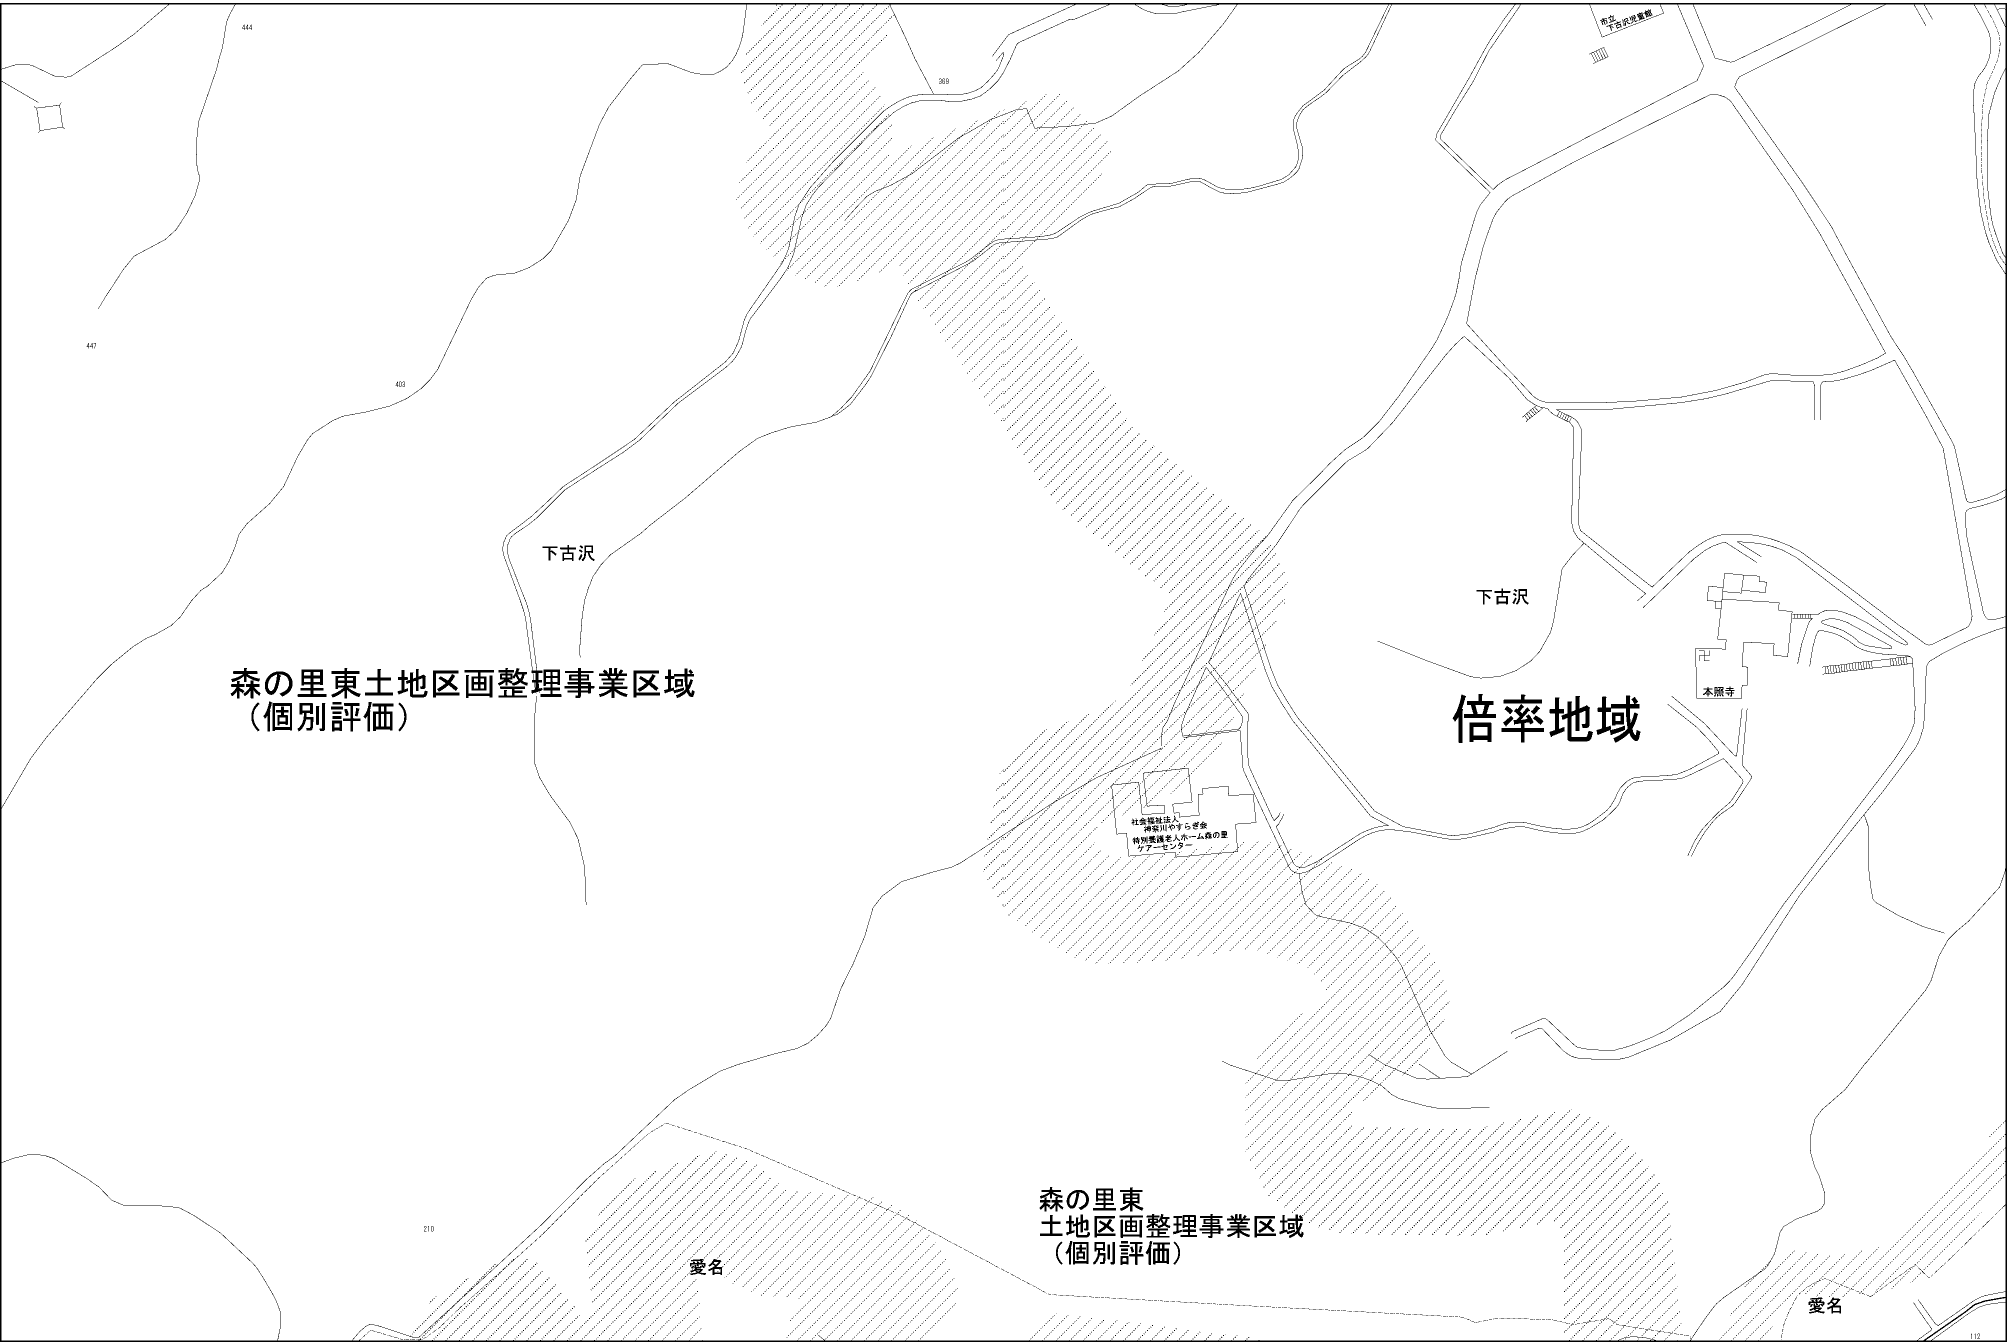 444
市立
下古沢児童館
369
447
403
下古沢
下古沢
森の里東土地区画整理事業区域
（個別評価）
本照寺
倍率地域
社会福祉法人
神奈川やすらぎ会
特別養護老人ホーム森の里
ケアーセンター
森の里東
土地区画整理事業区域
（個別評価）
210
愛名
愛名
112